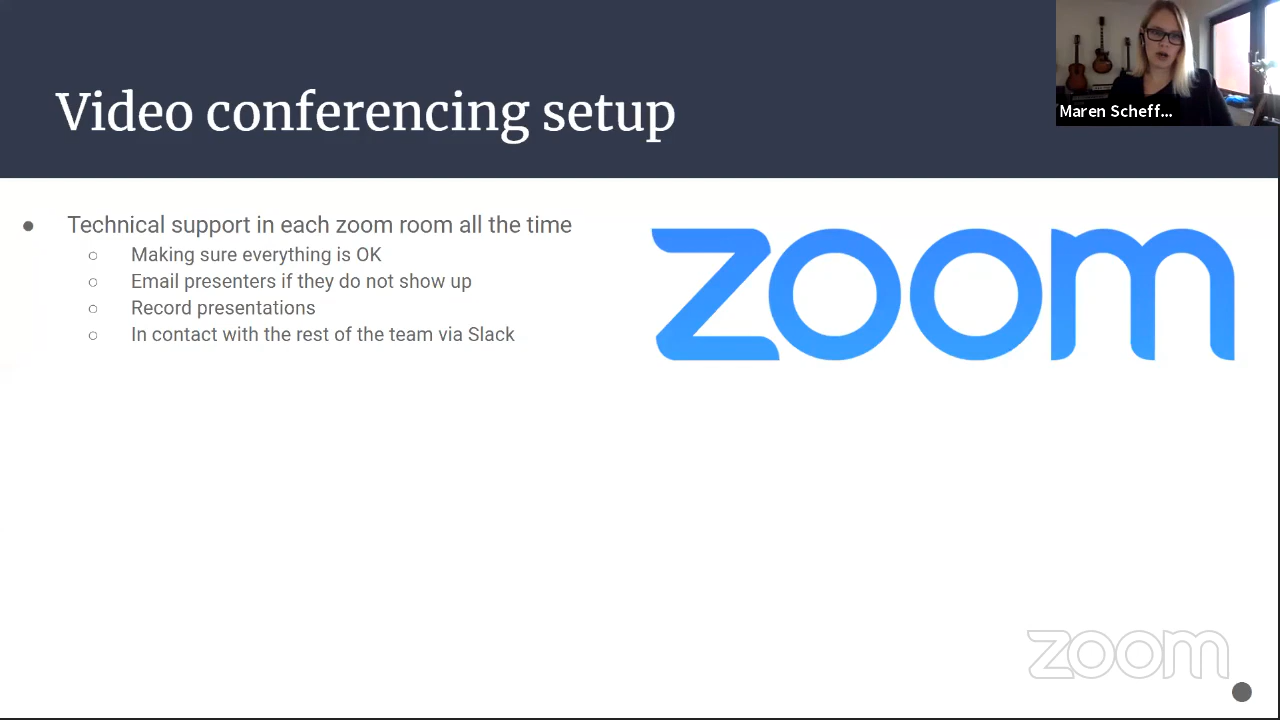 Video conferencing setup
Maren Scheff...
Technical support in each zoom room all the time
Making sure everything is OK
Email presenters if they do not show up
Record presentations
In contact with the rest of the team via Slack
zoom
zoom